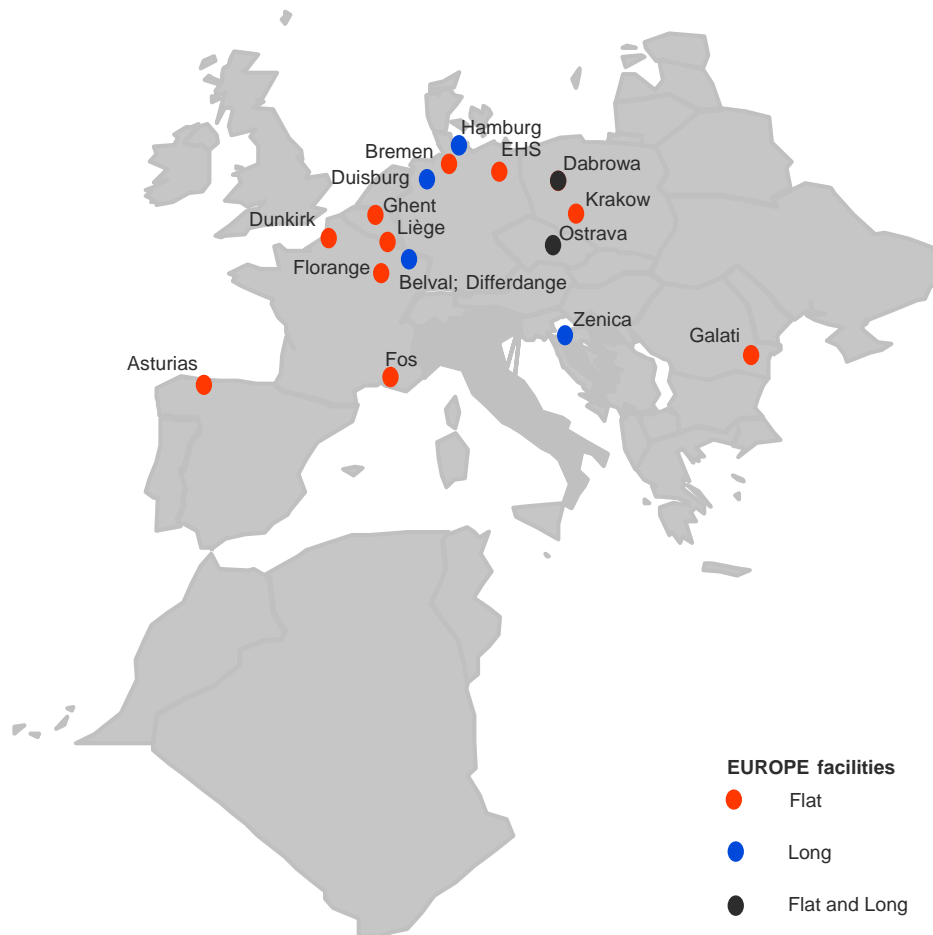 Hamburg
Bremen
EHS
Duisburg
Dabrowa
Ghent
Krakow
Dunkirk
Liège
Ostrava
Florange
Belval; Differdange
Zenica
Galati
Asturias
Fos
EUROPE facilities
Flat
Long
Flat and Long